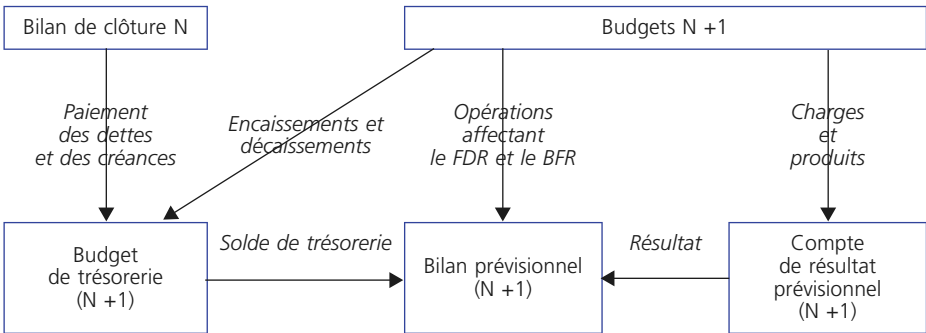 Bilan de clôture N
Budgets N +1
Paiement
des dettes
et des créances
Encaissements et
décaissements
Opérations
affectant
le FDR et le BFR
Charges
et
produits
Budget
de trésorerie
(N +1)
Solde de trésorerie
Bilan prévisionnel
(N +1)
Résultat
Compte
de résultat
prévisionnel
(N +1)